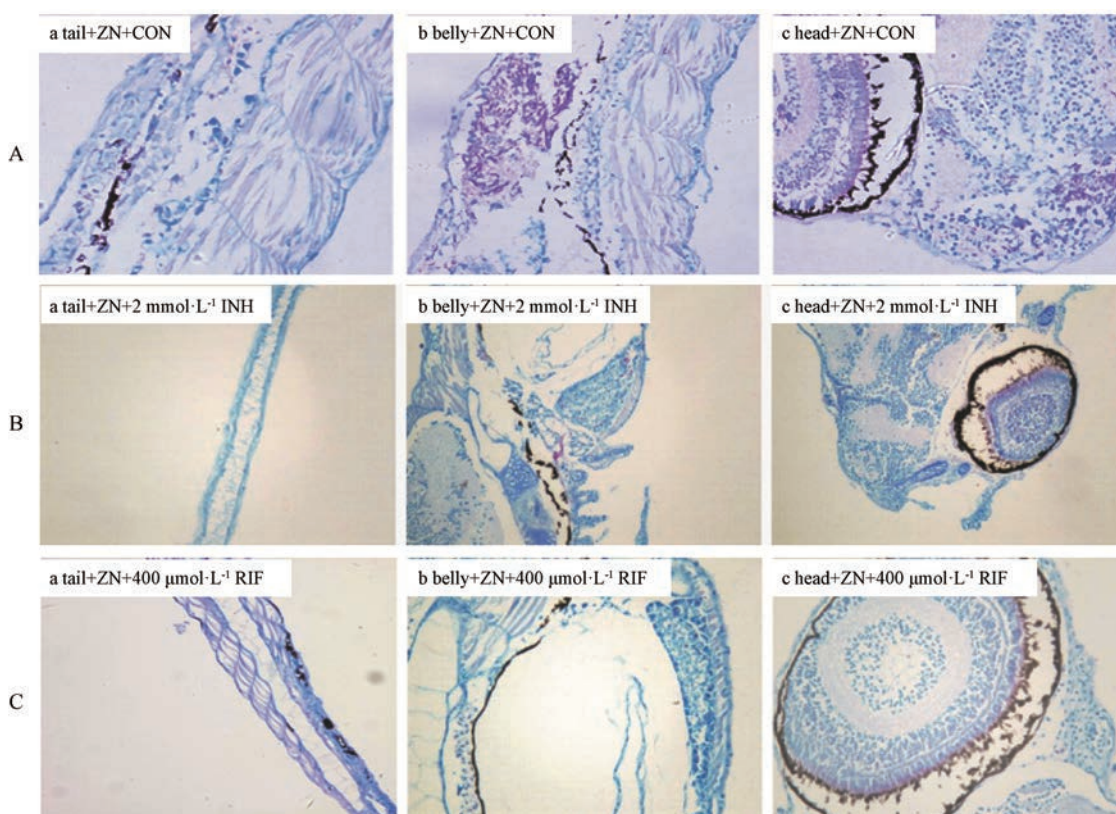 a tail+ZN+CON
b belly+ZN+CON
c head+ZN+CON
A
a tail+ZN+2 mmol·L⁻¹ INH
b belly+ZN+2 mmol·L⁻¹ INH
c head+ZN+2 mmol·L⁻¹ INH
B
a tail+ZN+400 μmol·L⁻¹ RIF
b belly+ZN+400 μmol·L⁻¹ RIF
c head+ZN+400 μmol·L⁻¹ RIF
C